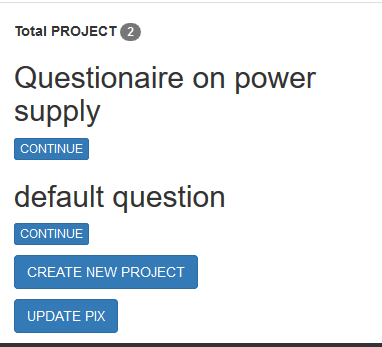 Total PROJECT 2
Questionaire on power
supply
CONTINUE
default question
CONTINUE
CREATE NEW PROJECT
UPDATE PIX